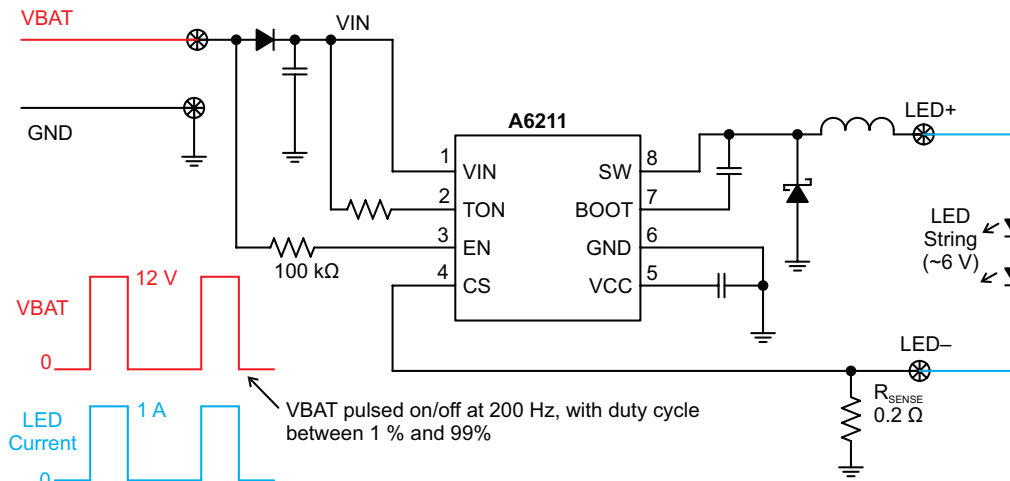 VBAT
VIN
GND
A6211
LED+
1
VIN
SW
8
2
TON
BOOT
7
3
EN
GND
6
100 kΩ
4
CS
VCC
5
LED
String
(~6 V)
12 V
VBAT
0
LED–
R_SENSE
0.2 Ω
VBAT pulsed on/off at 200 Hz, with duty cycle
between 1 % and 99%
1 A
LED
Current
0